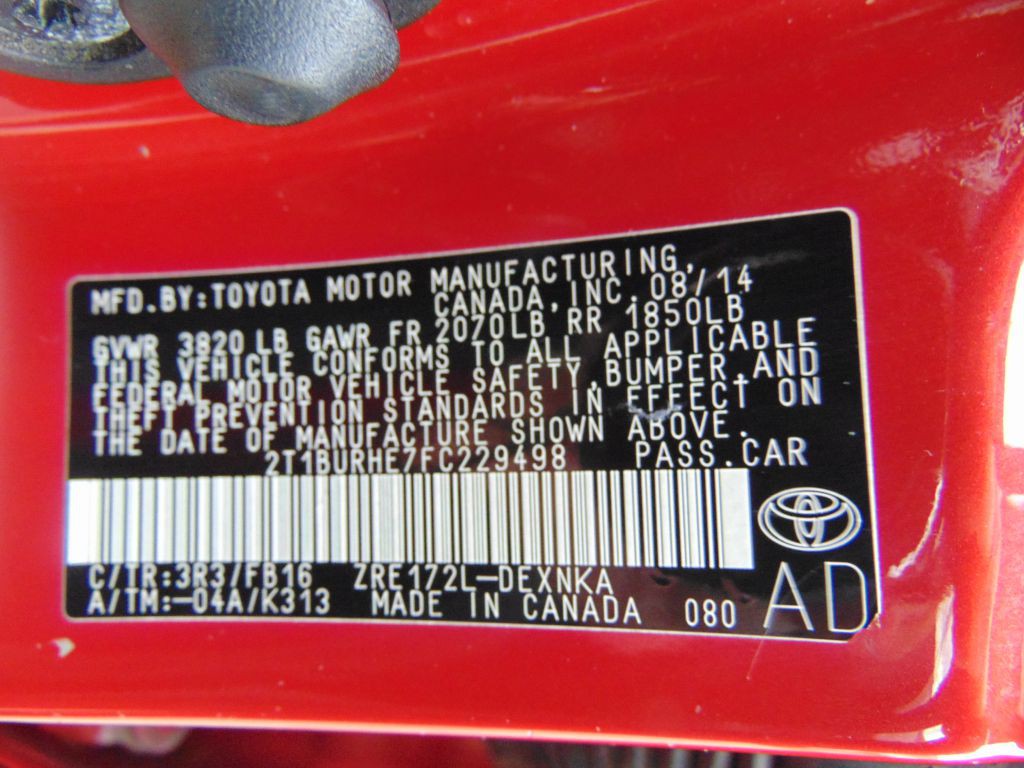 MFD.BY:TOYOTA MOTOR MANUFACTURING,
CANADA,INC. 08/14
GVWR 3820 LB GAWR FR 2070LB RR 1850LB
THIS VEHICLE CONFORMS TO ALL APPLICABLE
FEDERAL MOTOR VEHICLE SAFETY,BUMPER,AND
THEFT PREVENTION STANDARDS IN EFFECT ON
THE DATE OF MANUFACTURE SHOWN ABOVE.
2T1BURHE7FC229498 PASS.CAR
C/TR:3R3/FB16 ZRE172L-DEXNKA
A/TM:-04A/K313 MADE IN CANADA 080 AD